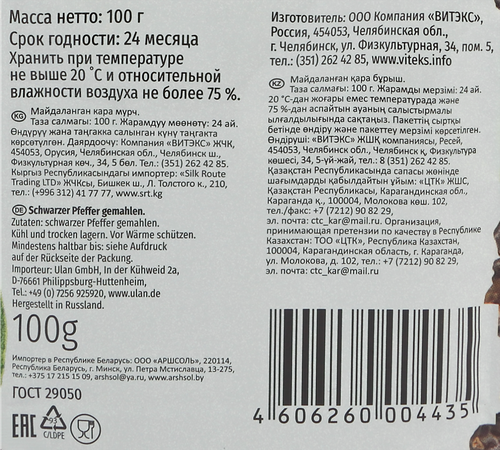 Масса нетто: 100 г
Срок годности: 24 месяца
Хранить при температуре
не выше 20 °С и относительной
влажности воздуха не более 75 %.
KG Майдаланган кара мурч.
Таза салмагы: 100 г. Жарамдуу мөөнөтү: 24 ай.
Өндүрүү жана таңгакка салынган күнү таңгакта
көрсөтүлгөн. Даярдоочу: Компания «ВИТЭКС» ЖЧК,
454053, Орусия, Челябинск обл., Челябинск ш.,
Физкультурная көч., 34, 5 бөл. Тел.: (351) 262 42 85.
Кыргыз Республикасындагы импортер: «Silk Route
Trading LTD» ЖЧКсы, Бишкек ш., Л. Толстого к., 210,
тел.: (+996 312) 41 77 77, www.srt.kg
DE Schwarzer Pfeffer gemahlen.
Zutaten: schwarzer Pfeffer gemahlen.
Kühl und trocken lagern. Vor Wärme schützen.
Mindestens haltbar bis: siehe Aufdruck
auf der Rückseite der Packung.
Importeur: Ulan GmbH, In der Kühweid 2a,
D-76661 Philippsburg-Huttenheim,
Tel.: +49 (0) 7256 925920, www.ulan.de
Hergestellt in Russland.
100g
Импортер в Республике Беларусь: ООО «АРШСОЛЬ», 220114,
Республика Беларусь, г. Минск, ул. Петра Мстиславца, 13-275,
тел.: +375 17 215 15 09, arshsol@ya.ru, www.arshsol.by
ГОСТ 29050
EAC 93 C/LDPE
Изготовитель: ООО Компания «ВИТЭКС»,
Россия, 454053, Челябинская обл.,
г. Челябинск, ул. Физкультурная, 34, пом. 5,
тел.: (351) 262 42 85, www.viteks.info
KZ Майдаланған қара бұрыш.
Таза салмағы: 100 г. Жарамды мерзімі: 24 ай.
20 °С-дан жоғары емес температурада және
75 %-дан аспайтын ауаның салыстырмалы
ылғалдылығында сақтаңыз. Пакеттің сыртқы
бетінде өндіру және пакеттеу мерзімі көрсетілген.
Өндіруші: «ВИТЭКС» ЖШҚ компаниясы, Ресей,
454053, Челябинск обл., Челябинск қ., Физкультура
көшесі, 34, 5-үй-жай, тел.: 8 (351) 262 42 85.
Қазақстан Республикасында сапасы жөнінде
шағымдарды қабылдайтын ұйым: «ЦТК» ЖШС,
Қазақстан Республикасы, Карагандинская обл.,
Караганда қ., 100004, Молокова көш. 102,
тел./факс: +7 (7212) 90 82 29,
эл. почта: ctc_kar@mail.ru. Организация,
принимающая претензии по качеству в Республике
Казахстан: ТОО «ЦТК», Республика Казахстан,
100004, Карагандинская область, г. Караганда,
ул. Молокова, д. 102, тел.: +7 (7212) 90 82 29,
эл. почта: ctc_kar@mail.ru
4 606260 004435